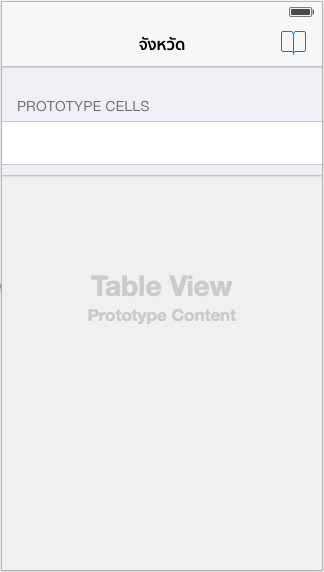 จังหวัด
PROTOTYPE CELLS
Table View
Prototype Content